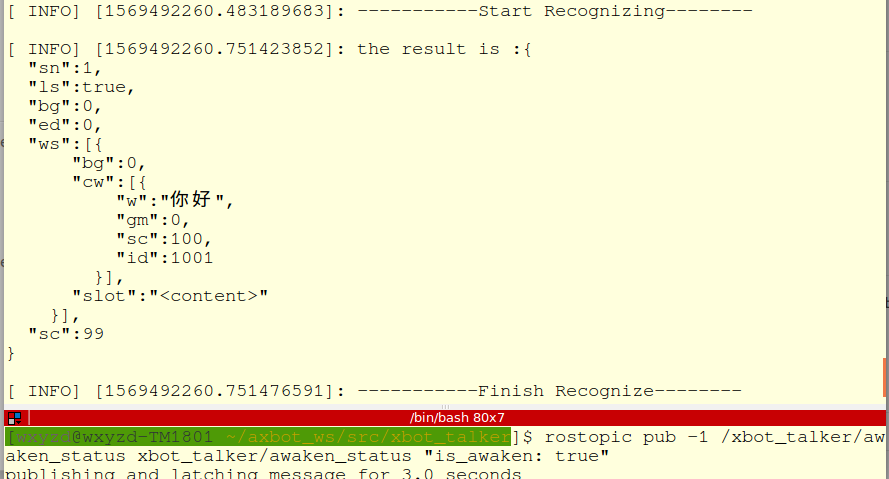 [ INFO] [1569492260.483189683]: -----------Start Recognizing--------
[ INFO] [1569492260.751423852]: the result is :{
"sn":1,
"ls":true,
"bg":0,
"ed":0,
"ws":[{
"bg":0,
"cw":[{
"w":"你好",
"gm":0,
"sc":100,
"id":1001
}],
"slot":"<content>"
}],
"sc":99
}
[ INFO] [1569492260.751476591]: -----------Finish Recognize--------
/bin/bash 80x7
[wxyzd@wxyzd-TM1801 ~/axbot_ws/src/xbot_talker]$ rostopic pub -1 /xbot_talker/aw
aken_status xbot_talker/awaken_status "is_awaken: true"
publishing and latching message for 3.0 seconds